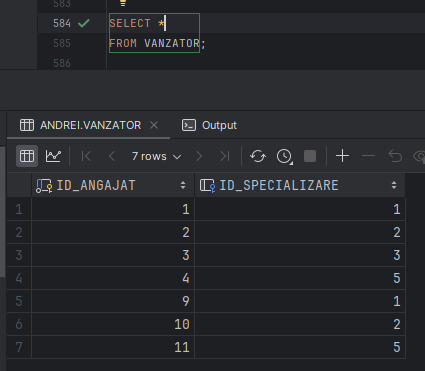 583
584 SELECT *
585 FROM VANZATOR;
586
ANDREI.VANZATOR Output
7 rows
ID_ANGAJAT ID_SPECIALIZARE
1 1 1
2 2 2
3 3 3
4 4 5
5 9 1
6 10 2
7 11 5